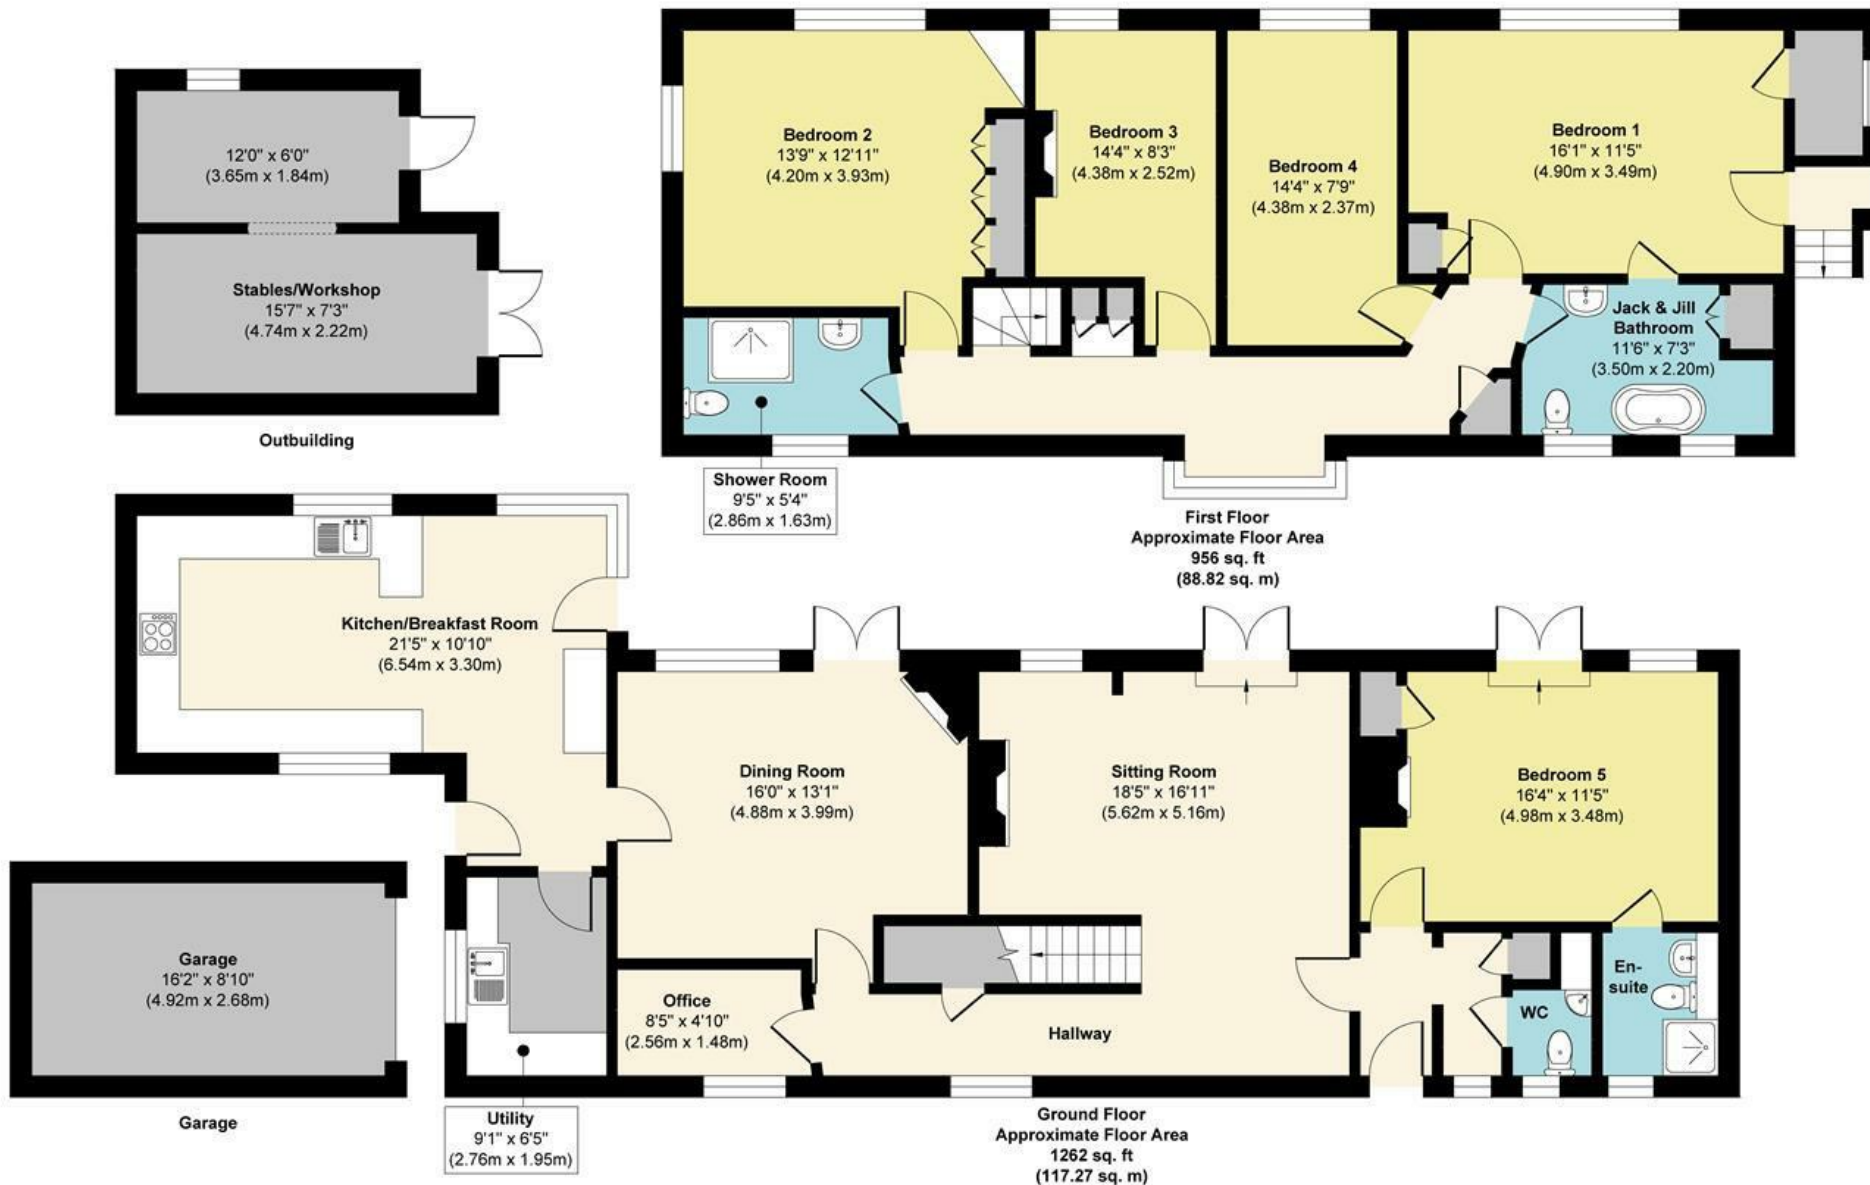 12'0" x 6'0"
(3.65m x 1.84m)
Stables/Workshop
15'7" x 7'3"
(4.74m x 2.22m)
Outbuilding
Bedroom 2
13'9" x 12'11"
(4.20m x 3.93m)
Bedroom 3
14'4" x 8'3"
(4.38m x 2.52m)
Bedroom 4
14'4" x 7'9"
(4.38m x 2.37m)
Bedroom 1
16'1" x 11'5"
(4.90m x 3.49m)
Jack & Jill
Bathroom
11'6" x 7'3"
(3.50m x 2.20m)
Shower Room
9'5" x 5'4"
(2.86m x 1.63m)
First Floor
Approximate Floor Area
956 sq. ft
(88.82 sq. m)
Kitchen/Breakfast Room
21'5" x 10'10"
(6.54m x 3.30m)
Dining Room
16'0" x 13'1"
(4.88m x 3.99m)
Sitting Room
18'5" x 16'11"
(5.62m x 5.16m)
Bedroom 5
16'4" x 11'5"
(4.98m x 3.48m)
Garage
16'2" x 8'10"
(4.92m x 2.68m)
Garage
Office
8'5" x 4'10"
(2.56m x 1.48m)
Hallway
WC
En-
suite
Utility
9'1" x 6'5"
(2.76m x 1.95m)
Ground Floor
Approximate Floor Area
1262 sq. ft
(117.27 sq. m)